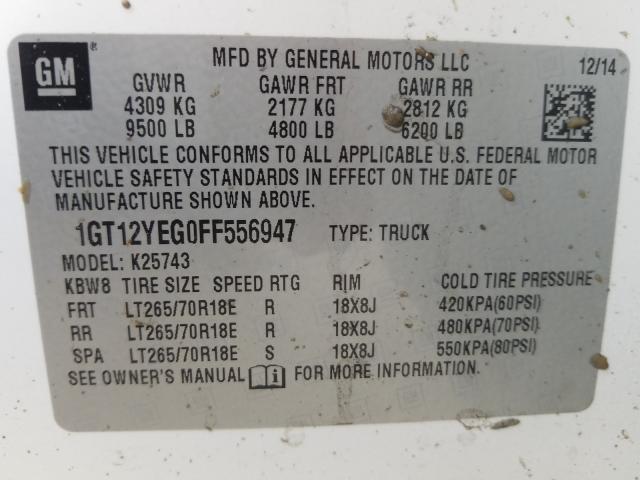 GM ®
MFD BY GENERAL MOTORS LLC 12/14
GVWR GAWR FRT GAWR RR
4309 KG 2177 KG 2812 KG
9500 LB 4800 LB 6200 LB
THIS VEHICLE CONFORMS TO ALL APPLICABLE U.S. FEDERAL MOTOR
VEHICLE SAFETY STANDARDS IN EFFECT ON THE DATE OF
MANUFACTURE SHOWN ABOVE.
1GT12YEG0FF556947 TYPE: TRUCK
MODEL: K25743
KBW8 TIRE SIZE SPEED RTG RIM COLD TIRE PRESSURE
FRT LT265/70R18E R 18X8J 420KPA(60PSI)
RR LT265/70R18E R 18X8J 480KPA(70PSI)
SPA LT265/70R18E S 18X8J 550KPA(80PSI)
SEE OWNER'S MANUAL i FOR MORE INFORMATION.